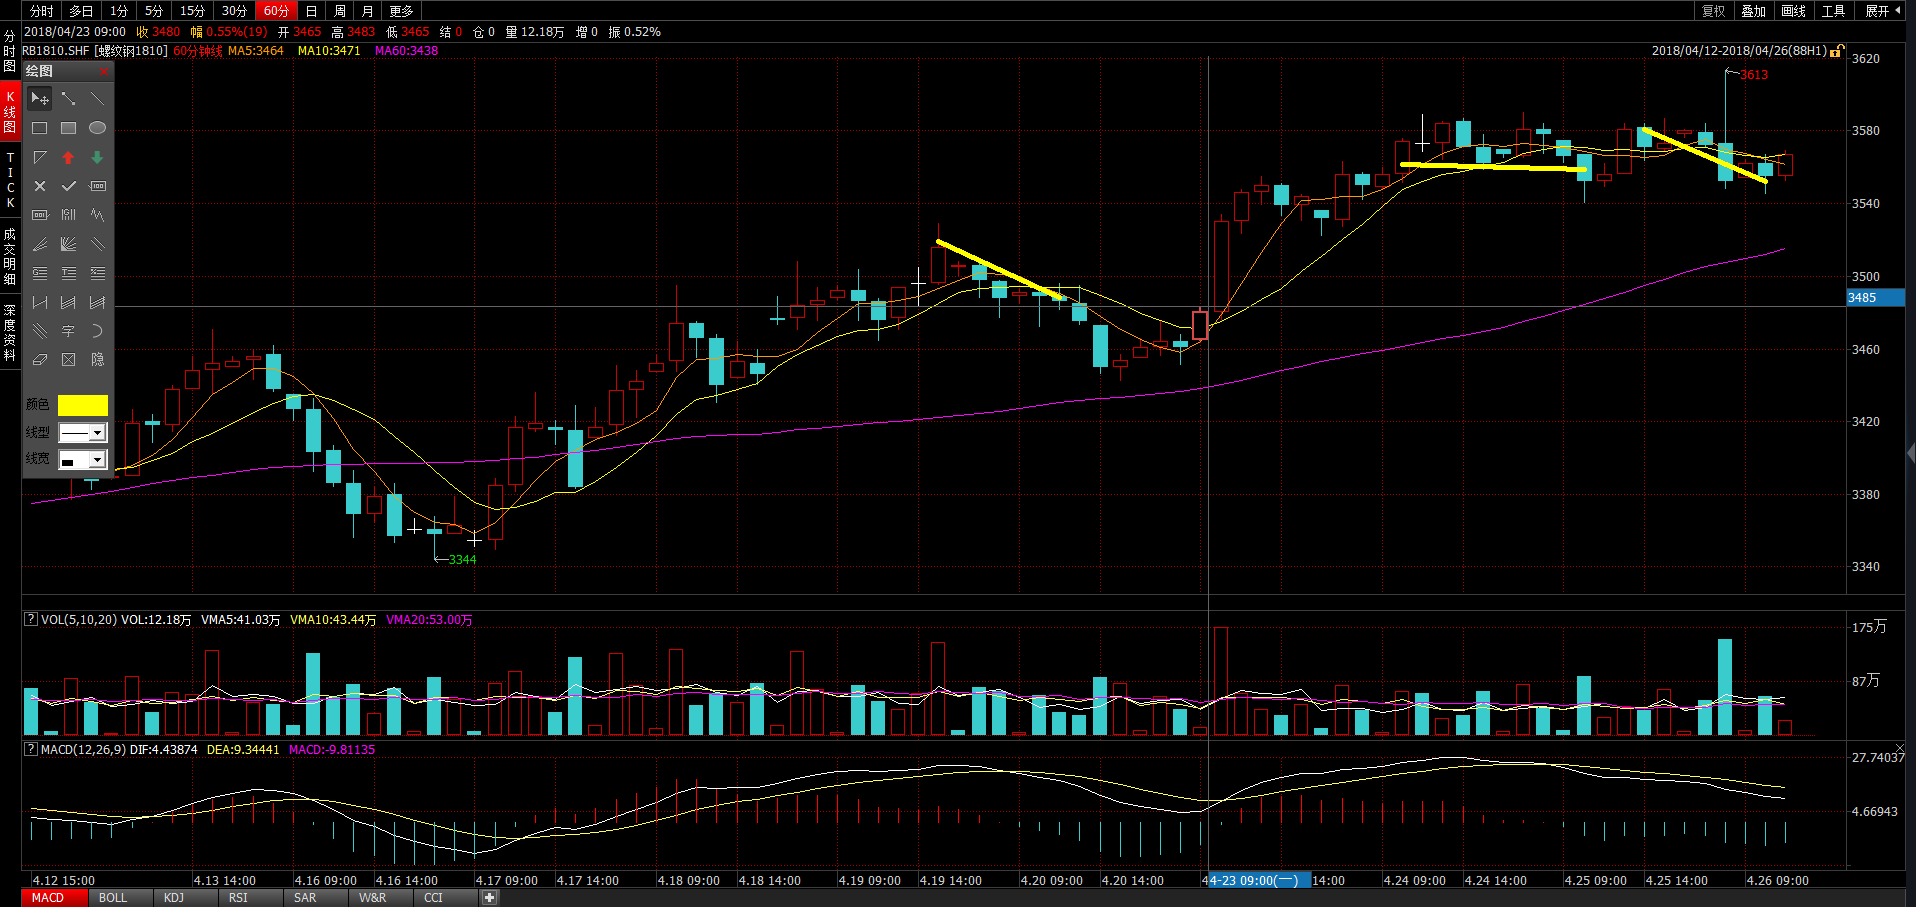 分时 多日 1分 5分 15分 30分 60分 日 周 月 更多 复权 叠加 画线 工具 展开
2018/04/23 09:00 收 3480 幅 0.55%(19) 开 3465 高 3483 低 3465 结 0 仓 0 量 12.18万 增 0 振 0.52%
RB1810.SHF [螺纹钢1810] 60分钟线 MA5:3464 MA10:3471 MA60:3438 2018/04/12-2018/04/26(88H1)
分时图
K线图
TICK
成交明细
深度资料
绘图
字
隐
颜色
线型
线宽
3613
3344
3620
3580
3540
3500
3485
3460
3420
3380
3340
VOL(5,10,20) VOL:12.18万 VMA5:41.03万 VMA10:43.44万 VMA20:53.00万
175万
87万
MACD(12,26,9) DIF:4.43874 DEA:9.34441 MACD:-9.81135
27.74037
4.66943
4.12 15:00 4.13 14:00 4.16 09:00 4.16 14:00 4.17 09:00 4.17 14:00 4.18 09:00 4.18 14:00 4.19 09:00 4.19 14:00 4.20 09:00 4.20 14:00 4 4-23 09:00(一) 14:00 4.24 09:00 4.24 14:00 4.25 09:00 4.25 14:00 4.26 09:00
MACD BOLL KDJ RSI SAR W&R CCI